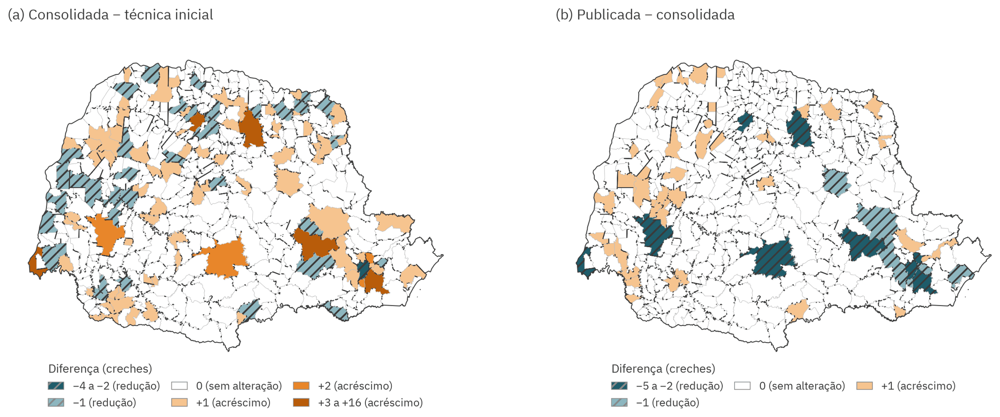 (a) Consolidada – técnica inicial
(b) Publicada – consolidada
Diferença (creches)
−4 a −2 (redução)
0 (sem alteração)
+2 (acréscimo)
−1 (redução)
+1 (acréscimo)
+3 a +16 (acréscimo)
Diferença (creches)
−5 a −2 (redução)
0 (sem alteração)
+1 (acréscimo)
−1 (redução)